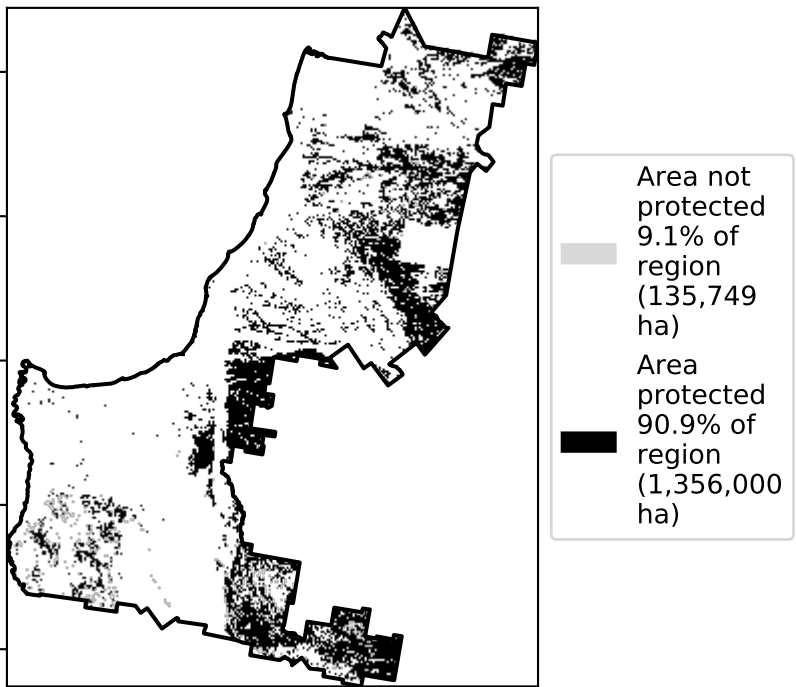 Area not
protected
9.1% of
region
(135,749
ha)
Area
protected
90.9% of
region
(1,356,000
ha)